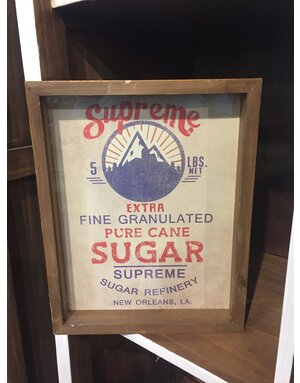 Supreme
5 LBS.
NET
EXTRA
FINE GRANULATED
PURE CANE
SUGAR
SUPREME
SUGAR REFINERY
NEW ORLEANS, LA.